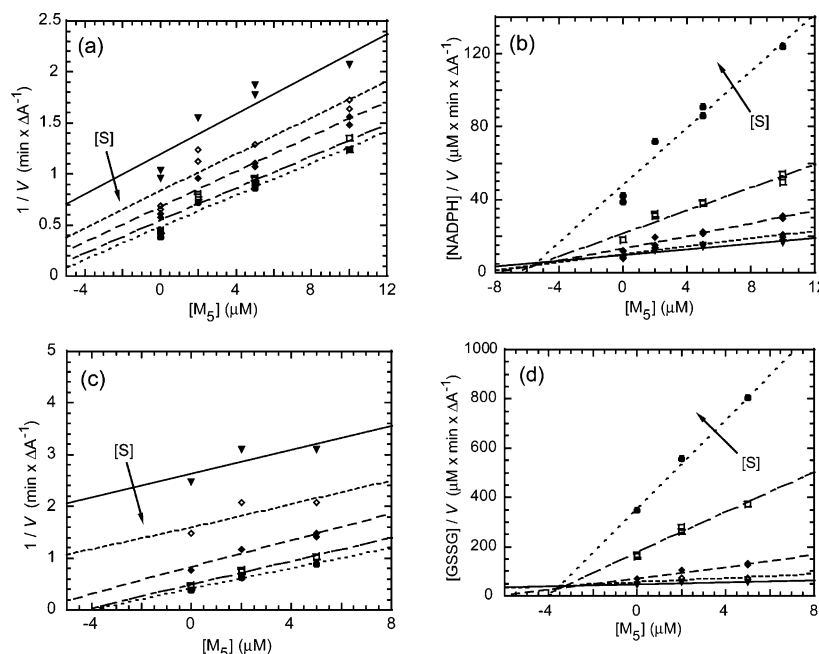 (a)
2.5
2
1.5
1
0.5
0
1 / V (min x ΔA⁻¹)
[S]
-4 0 4 8 12
[M₅] (μM)
(b)
120
80
40
0
[NADPH] / V (μM x min x ΔA⁻¹)
[S]
-8 -4 0 4 8 12
[M₅] (μM)
(c)
5
4
3
2
1
0
1 / V (min x ΔA⁻¹)
[S]
-4 0 4 8
[M₅] (μM)
(d)
1000
800
600
400
200
0
[GSSG] / V (μM x min x ΔA⁻¹)
[S]
-4 0 4 8
[M₅] (μM)